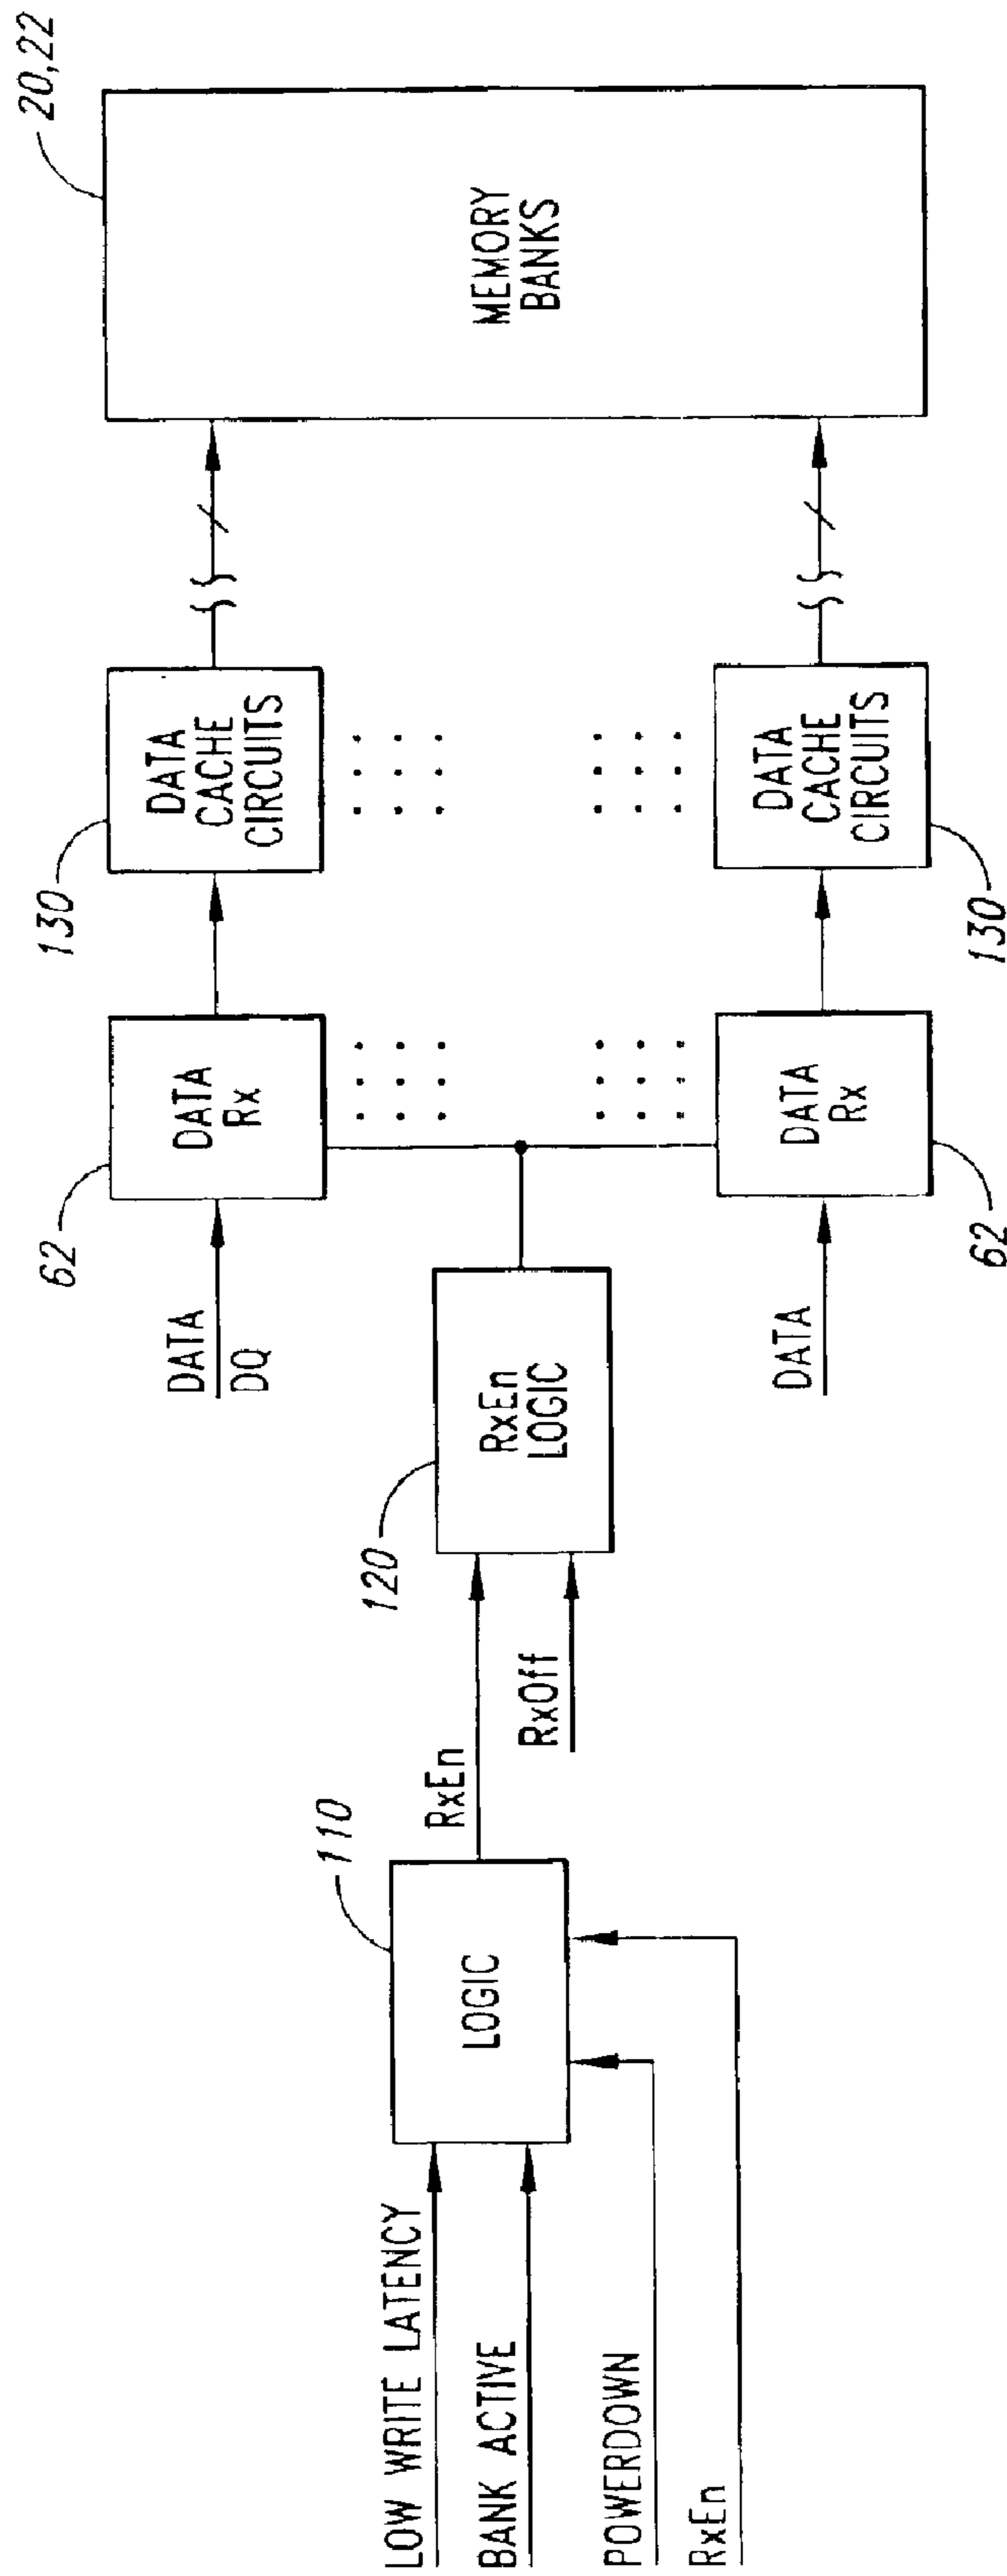 LOW WRITE LATENCY
BANK ACTIVE
POWERDOWN
RxEn
LOGIC
110
RxEn
RxOff
120
RxEn
LOGIC
DATA
DQ
62
DATA
Rx
130
DATA
CACHE
CIRCUITS
DATA
62
DATA
Rx
130
DATA
CACHE
CIRCUITS
20,22
MEMORY
BANKS